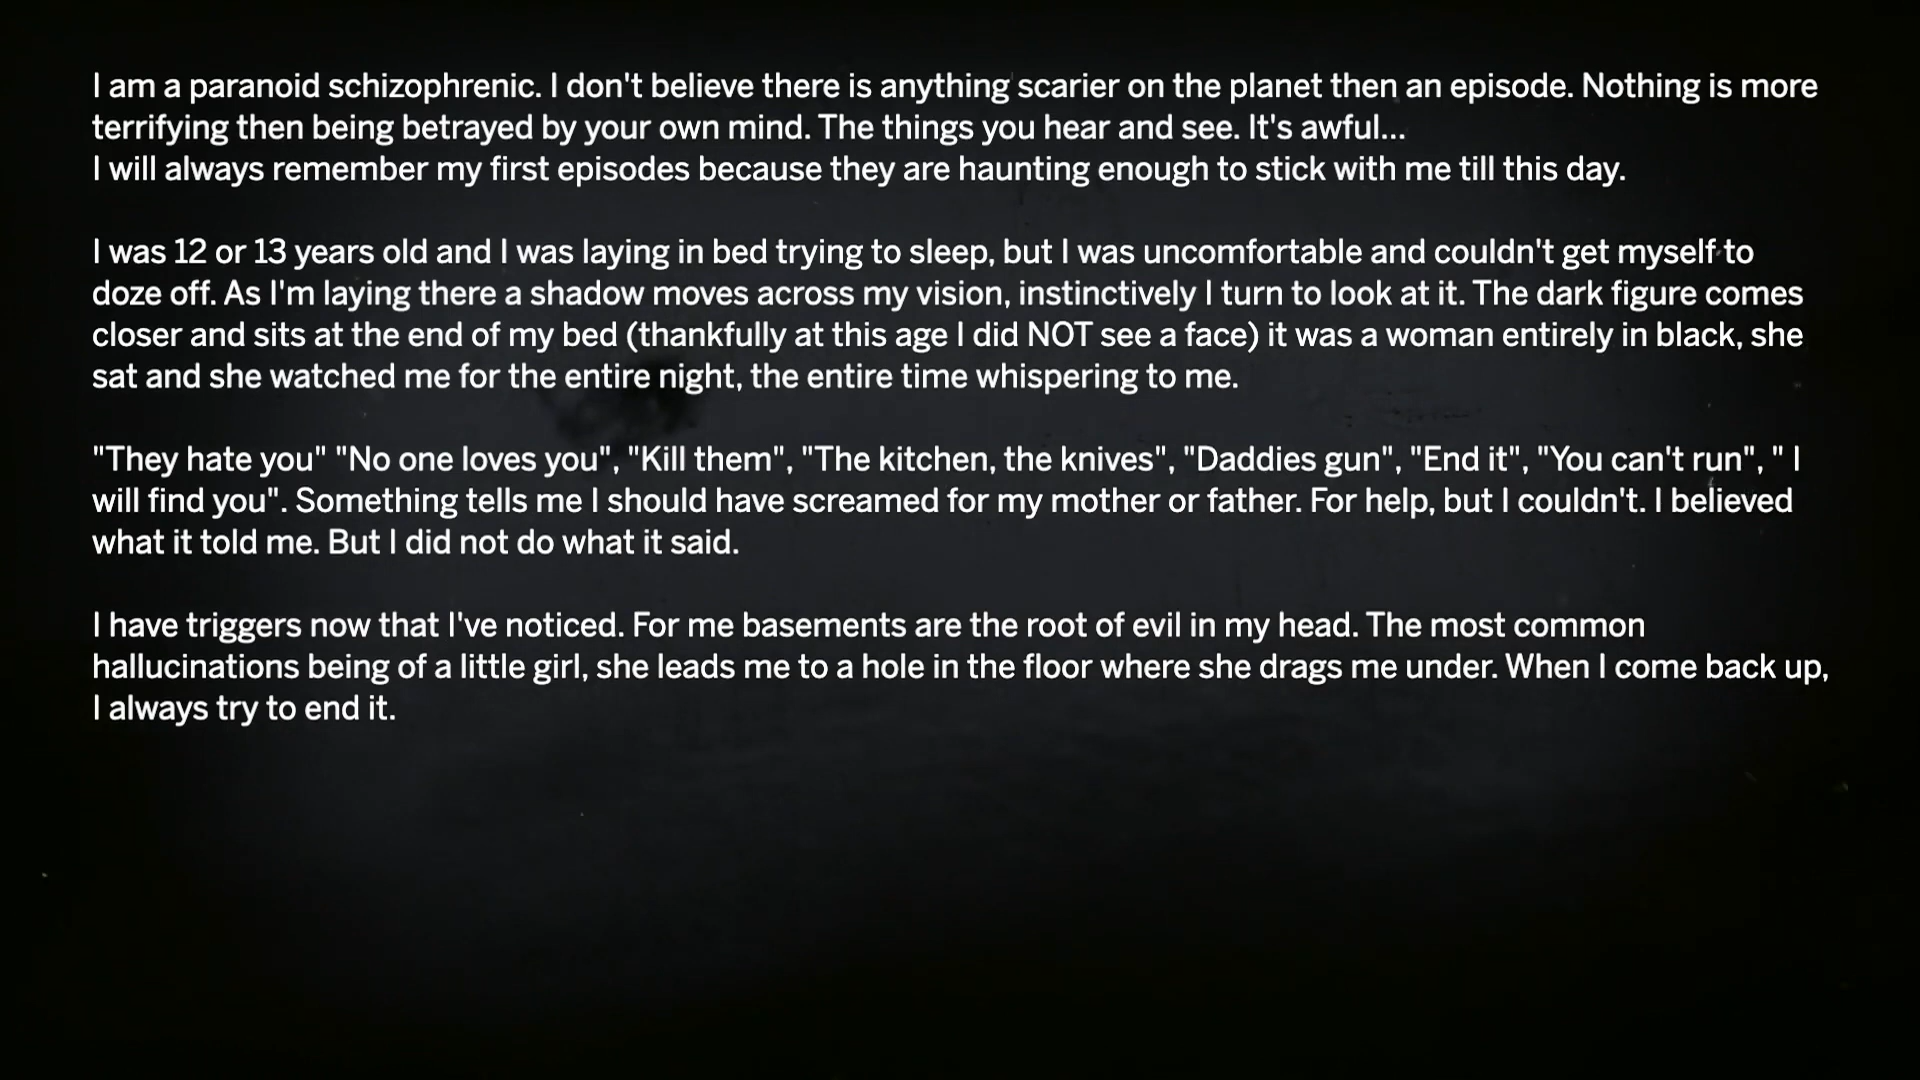 I am a paranoid schizophrenic. I don't believe there is anything scarier on the planet then an episode. Nothing is more
terrifying then being betrayed by your own mind. The things you hear and see. It's awful...
I will always remember my first episodes because they are haunting enough to stick with me till this day.
I was 12 or 13 years old and I was laying in bed trying to sleep, but I was uncomfortable and couldn't get myself to
doze off. As I'm laying there a shadow moves across my vision, instinctively I turn to look at it. The dark figure comes
closer and sits at the end of my bed (thankfully at this age I did NOT see a face) it was a woman entirely in black, she
sat and she watched me for the entire night, the entire time whispering to me.
"They hate you" "No one loves you", "Kill them", "The kitchen, the knives", "Daddies gun", "End it", "You can't run", " I
will find you". Something tells me I should have screamed for my mother or father. For help, but I couldn't. I believed
what it told me. But I did not do what it said.
I have triggers now that I've noticed. For me basements are the root of evil in my head. The most common
hallucinations being of a little girl, she leads me to a hole in the floor where she drags me under. When I come back up,
I always try to end it.